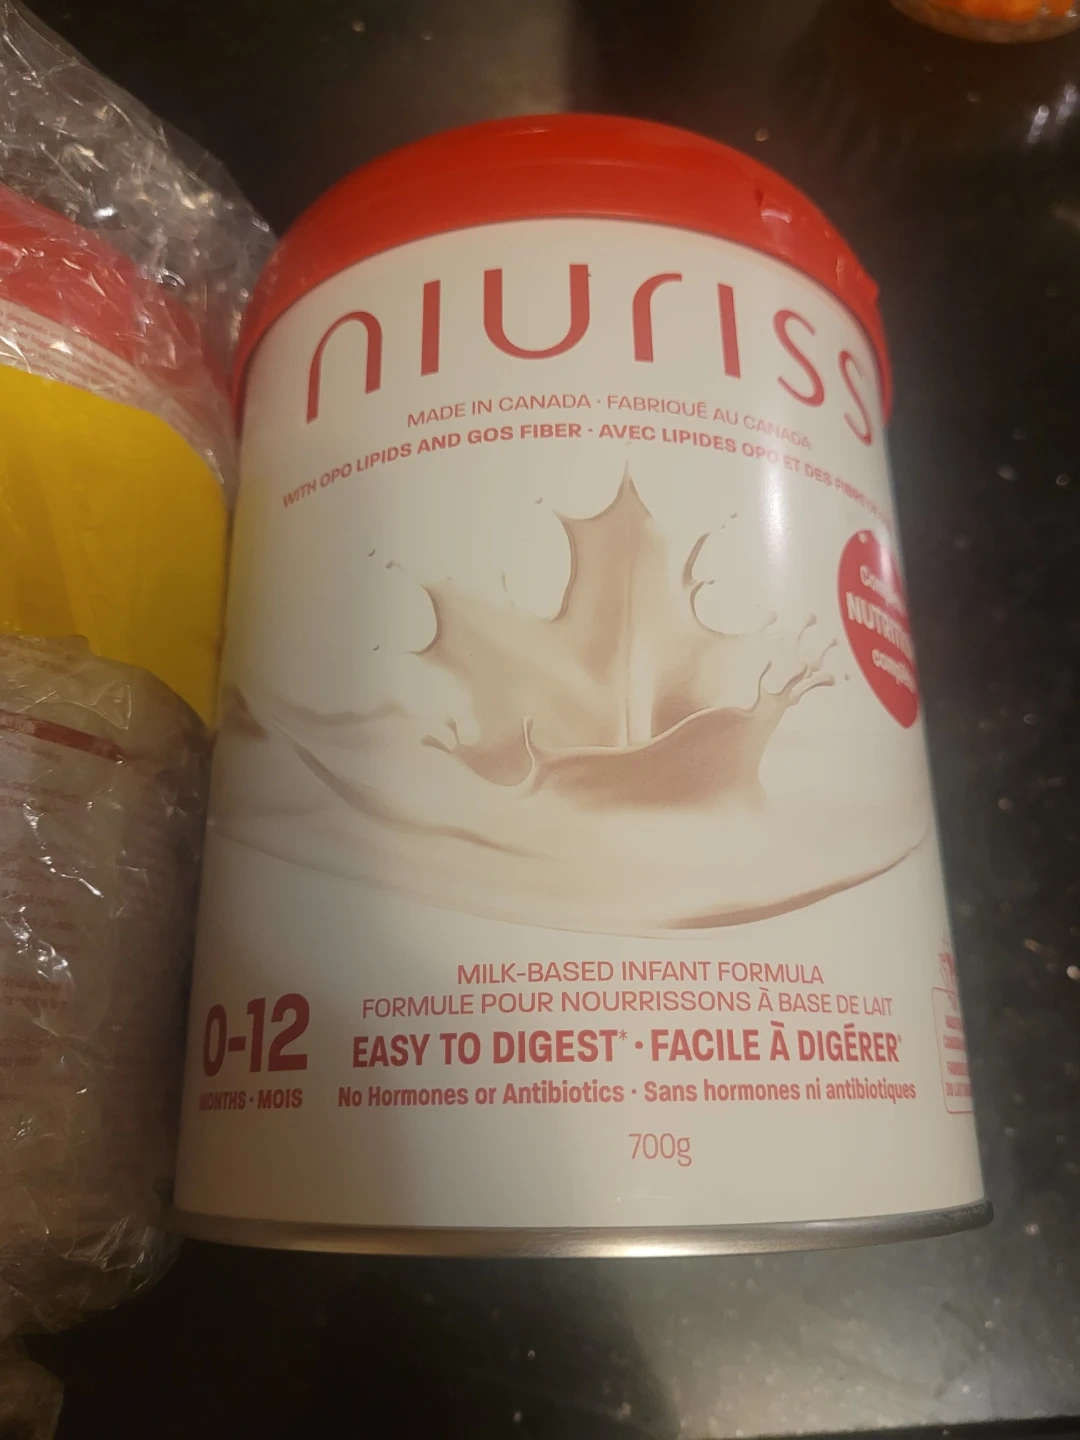 niuriss
MADE IN CANADA · FABRIQUÉ AU CANADA
WITH OPO LIPIDS AND GOS FIBER · AVEC LIPIDES OPO ET DES
NUTRITION
MILK-BASED INFANT FORMULA
FORMULE POUR NOURRISSONS À BASE DE LAIT
0-12
MONTHS · MOIS
EASY TO DIGEST* · FACILE À DIGÉRER*
No Hormones or Antibiotics · Sans hormones ni antibiotiques
700g